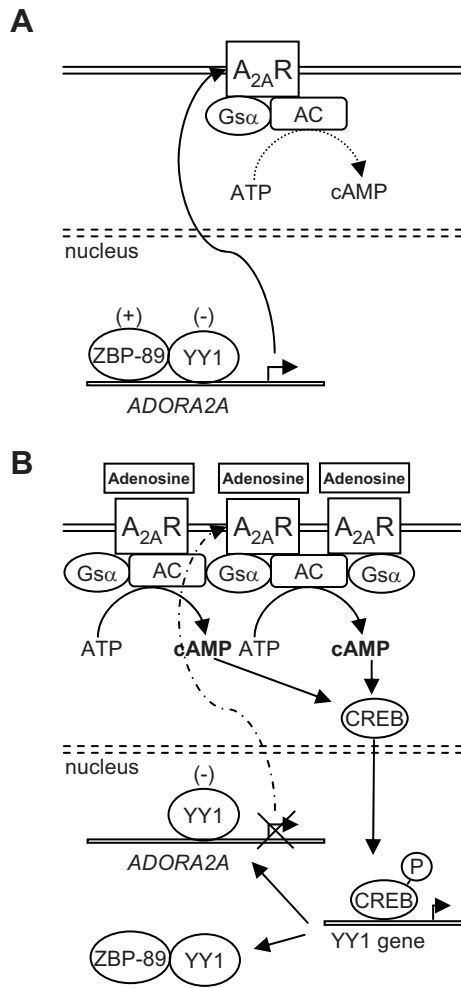 A
A2AR
Gsα AC
ATP cAMP
nucleus
(+) (-)
ZBP-89 YY1
ADORA2A
B
Adenosine Adenosine Adenosine
A2AR A2AR A2AR
Gsα AC Gsα AC Gsα
ATP cAMP ATP cAMP
CREB
nucleus
(-)
YY1
ADORA2A
P
CREB
YY1 gene
ZBP-89 YY1